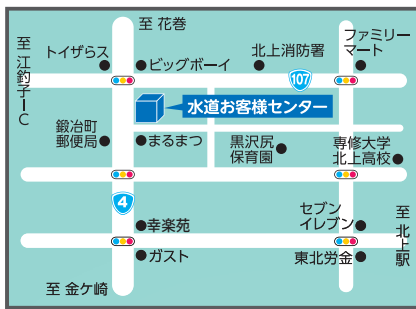 至 花巻
ファミリー
マート
至 江釣子IC
トイザらス
ビッグボーイ
北上消防署
107
水道お客様センター
鍛冶町
郵便局
まるまつ
黒沢尻
保育園
専修大学
北上高校
4
幸楽苑
セブン
イレブン
至 北上駅
ガスト
東北労金
至 金ケ崎